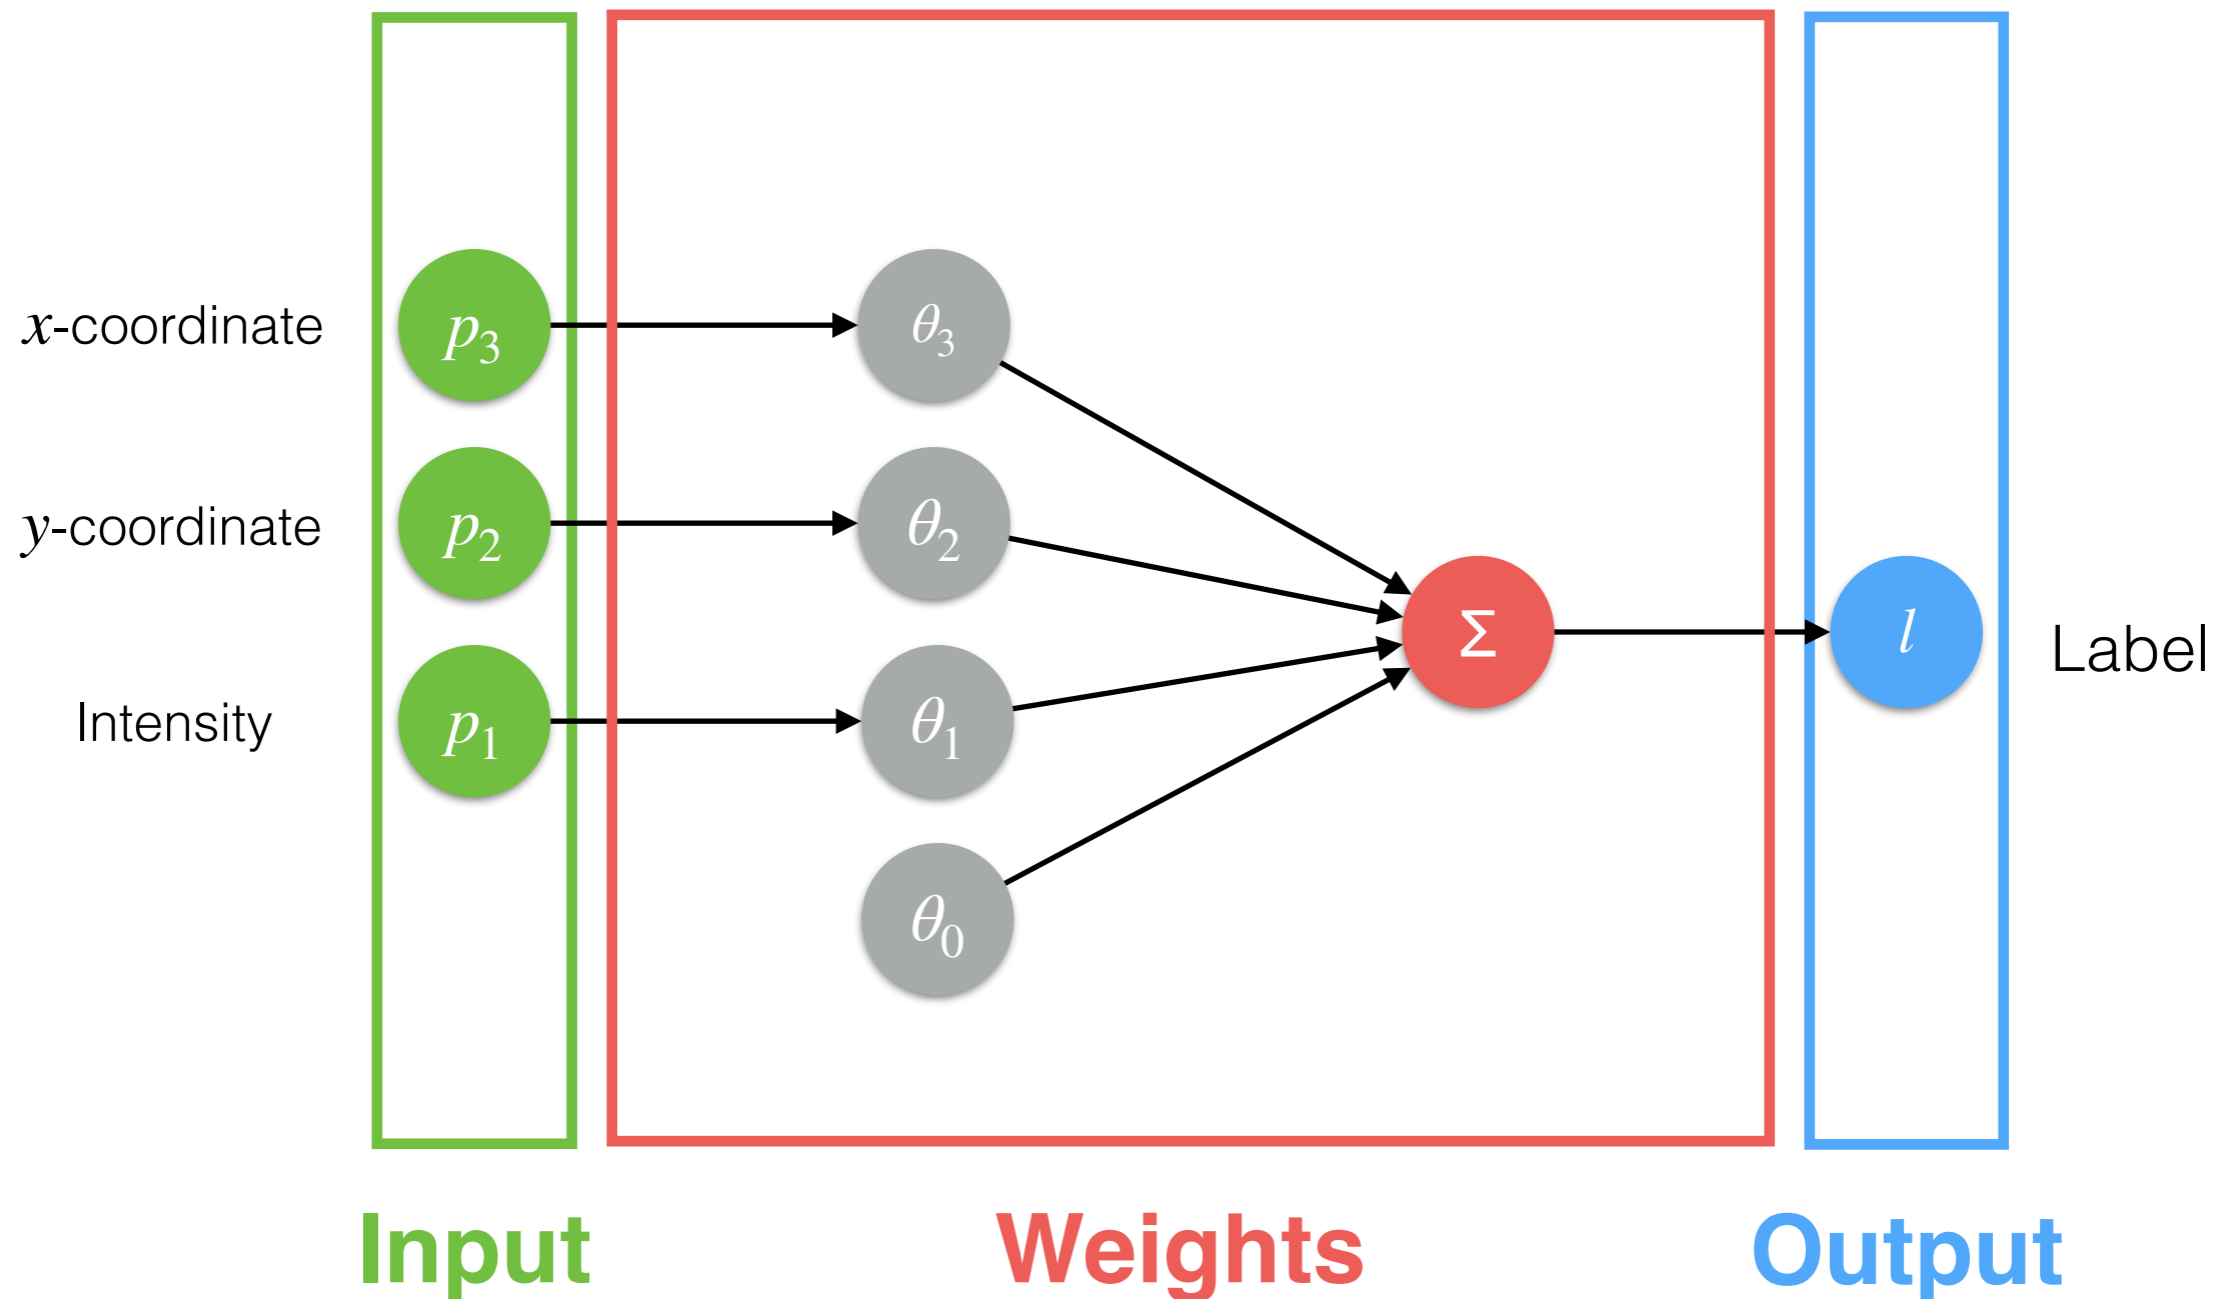 x-coordinate p₃ θ₃
y-coordinate p₂ θ₂
Σ l Label
Intensity p₁ θ₁
θ₀
Input Weights Output